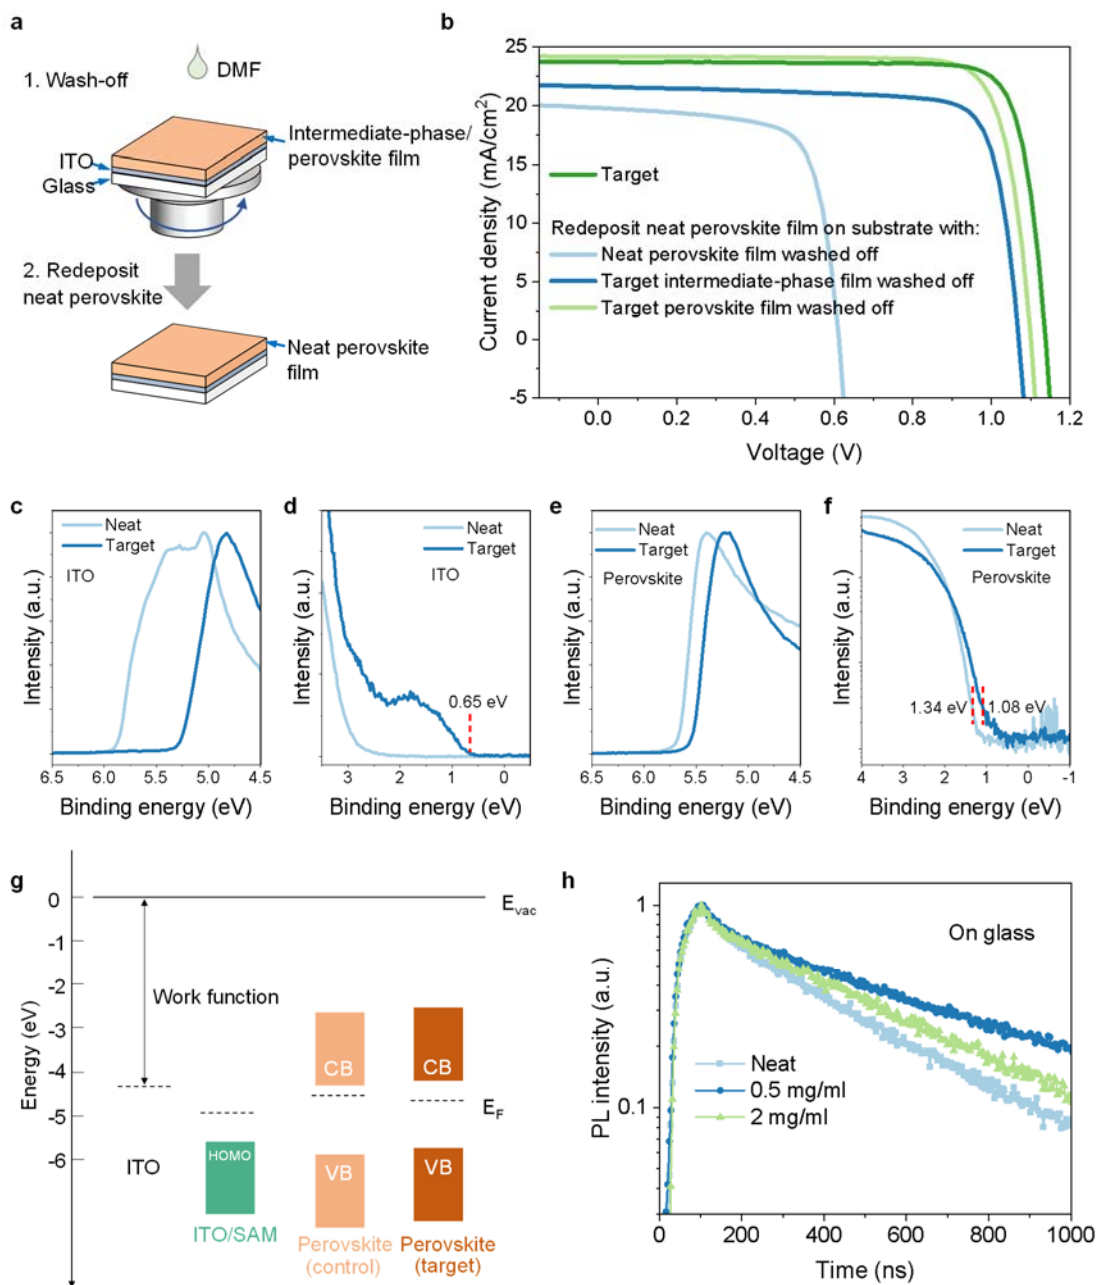 a
DMF
1. Wash-off
Intermediate-phase/
perovskite film
ITO
Glass
2. Redeposit
neat perovskite
Neat perovskite
film
b
Current density (mA/cm²)
25
20
15
10
5
0
-5
Target
Redeposit neat perovskite film on substrate with:
Neat perovskite film washed off
Target intermediate-phase film washed off
Target perovskite film washed off
0.0 0.2 0.4 0.6 0.8 1.0 1.2
Voltage (V)
c
Intensity (a.u.)
Neat
Target
ITO
6.5 6.0 5.5 5.0 4.5
Binding energy (eV)
d
Intensity (a.u.)
Neat
Target
ITO
0.65 eV
3 2 1 0
Binding energy (eV)
e
Intensity (a.u.)
Neat
Target
Perovskite
6.5 6.0 5.5 5.0 4.5
Binding energy (eV)
f
Intensity (a.u.)
Neat
Target
Perovskite
1.34 eV 1.08 eV
4 3 2 1 0 -1
Binding energy (eV)
g
Energy (eV)
0
-1
-2
-3
-4
-5
-6
E_vac
Work function
CB CB
E_F
HOMO
VB VB
ITO
ITO/SAM
Perovskite
(control)
Perovskite
(target)
h
PL intensity (a.u.)
1
0.1
On glass
Neat
0.5 mg/ml
2 mg/ml
0 200 400 600 800 1000
Time (ns)